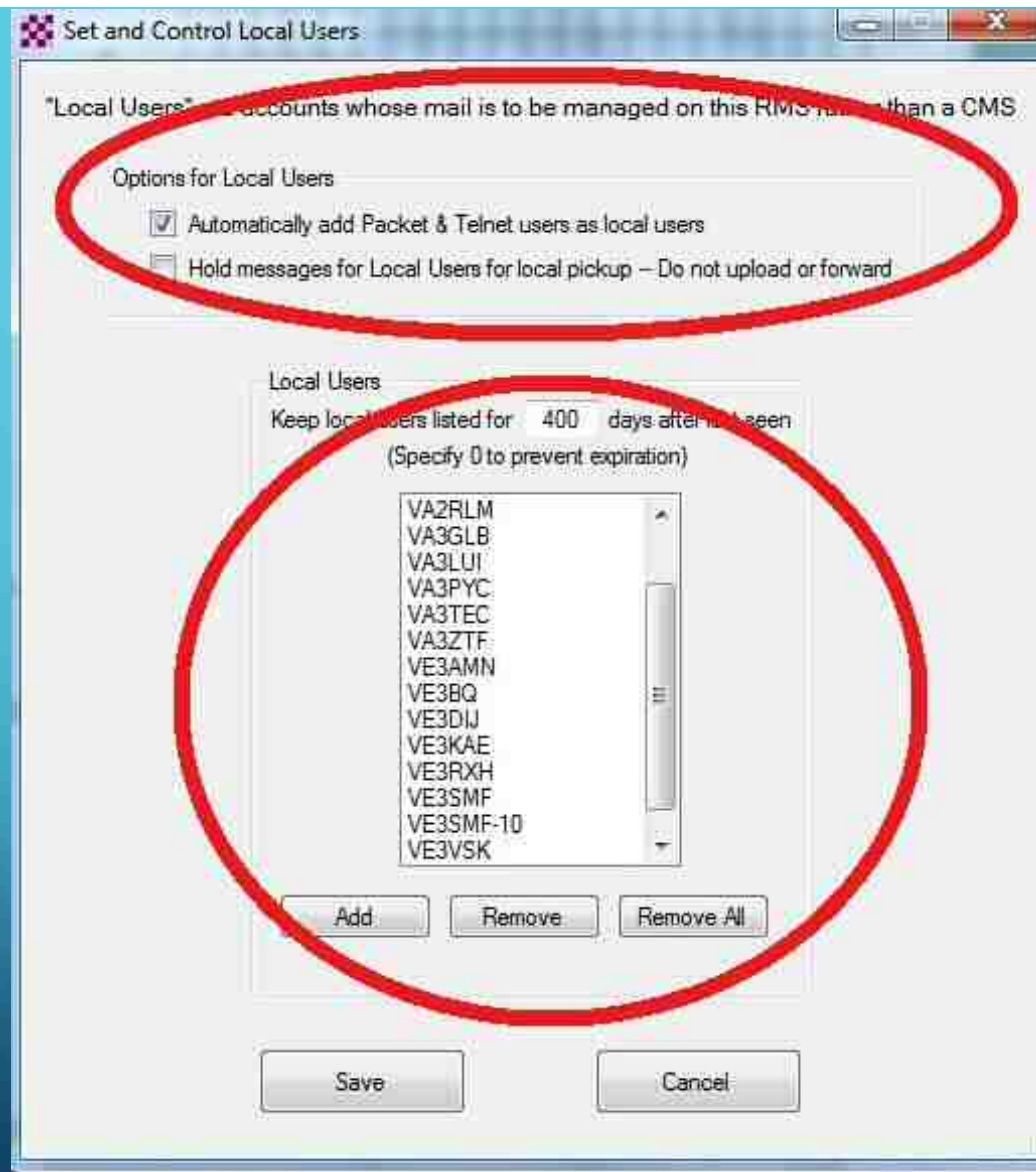 Set and Control Local Users
"Local Users" accounts whose mail is to be managed on this RMS than a CMS
Options for Local Users
Automatically add Packet & Telnet users as local users
Hold messages for Local Users for local pickup -- Do not upload or forward
Local Users
Keep local users listed for 400 days after last seen
(Specify 0 to prevent expiration)
VA2RLM
VA3GLB
VA3LUI
VA3PYC
VA3TEC
VA3ZTF
VE3AMN
VE3BQ
VE3DIJ
VE3KAE
VE3RXH
VE3SMF
VE3SMF-10
VE3VSK
Add Remove Remove All
Save Cancel